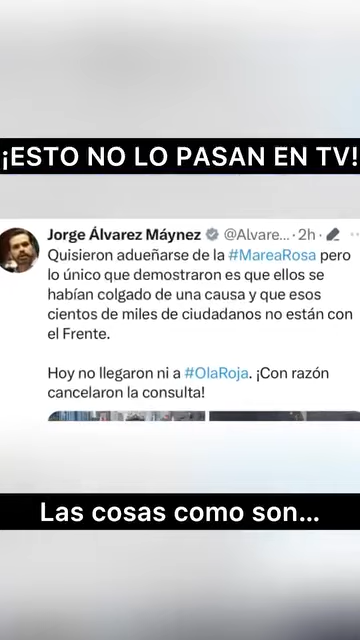 ¡ESTO NO LO PASAN EN TV!
Jorge Álvarez Máynez @Alvare... · 2h ·
Quisieron adueñarse de la #MareaRosa pero
lo único que demostraron es que ellos se
habían colgado de una causa y que esos
cientos de miles de ciudadanos no están con
el Frente.
Hoy no llegaron ni a #OlaRoja. ¡Con razón
cancelaron la consulta!
Las cosas como son...